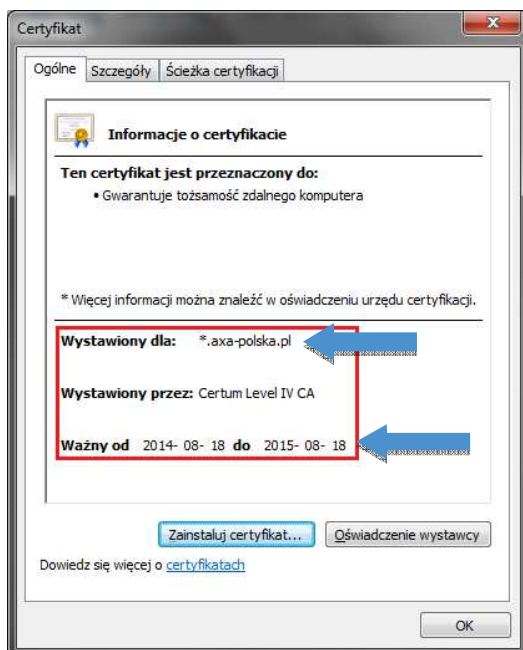 Certyfikat
Ogólne Szczegóły Ścieżka certyfikacji
Informacje o certyfikacie
Ten certyfikat jest przeznaczony do:
• Gwarantuje tożsamość zdalnego komputera
* Więcej informacji można znaleźć w oświadczeniu urzędu certyfikacji.
Wystawiony dla: *.axa-polska.pl
Wystawiony przez: Certum Level IV CA
Ważny od 2014- 08- 18 do 2015- 08- 18
Zainstaluj certyfikat... Oświadczenie wystawcy
Dowiedz się więcej o certyfikatach
OK